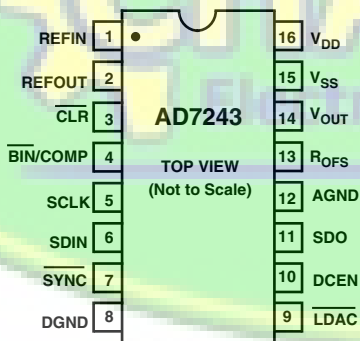 REFIN 1
REFOUT 2
CLR 3
BIN/COMP 4
SCLK 5
SDIN 6
SYNC 7
DGND 8
AD7243
TOP VIEW
(Not to Scale)
16 VDD
15 VSS
14 VOUT
13 ROFS
12 AGND
11 SDO
10 DCEN
9 LDAC